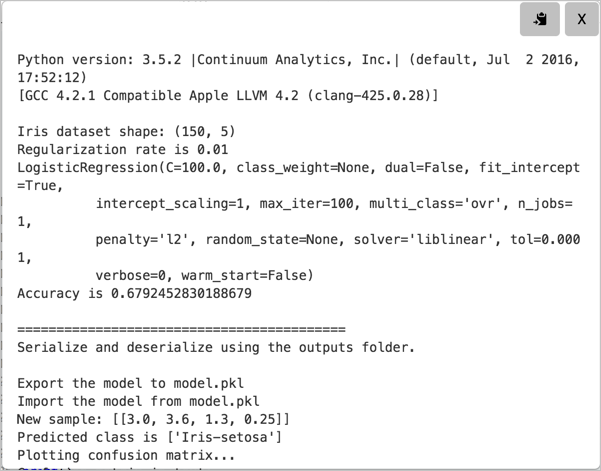 X
Python version: 3.5.2 |Continuum Analytics, Inc.| (default, Jul  2 2016,
17:52:12)
[GCC 4.2.1 Compatible Apple LLVM 4.2 (clang-425.0.28)]
Iris dataset shape: (150, 5)
Regularization rate is 0.01
LogisticRegression(C=100.0, class_weight=None, dual=False, fit_intercept
=True,
          intercept_scaling=1, max_iter=100, multi_class='ovr', n_jobs=
1,
          penalty='l2', random_state=None, solver='liblinear', tol=0.000
1,
          verbose=0, warm_start=False)
Accuracy is 0.6792452830188679
==========================================
Serialize and deserialize using the outputs folder.
Export the model to model.pkl
Import the model from model.pkl
New sample: [[3.0, 3.6, 1.3, 0.25]]
Predicted class is ['Iris-setosa']
Plotting confusion matrix...